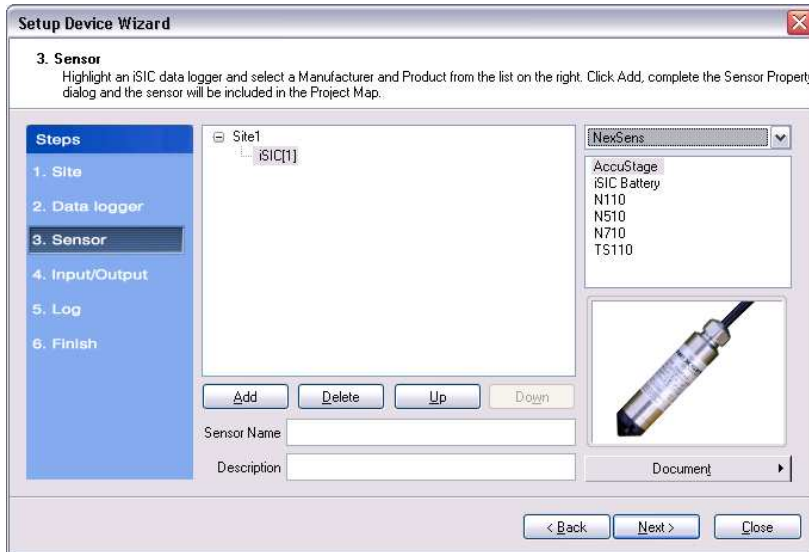 Setup Device Wizard
3. Sensor
Highlight an iSIC data logger and select a Manufacturer and Product from the list on the right. Click Add, complete the Sensor Property
dialog and the sensor will be included in the Project Map.
Steps
1. Site
2. Data logger
3. Sensor
4. Input/Output
5. Log
6. Finish
Site1
iSIC[1]
NexSens
AccuStage
iSIC Battery
N110
N510
N710
TS110
Add
Delete
Up
Down
Sensor Name
Description
Document
< Back
Next >
Close